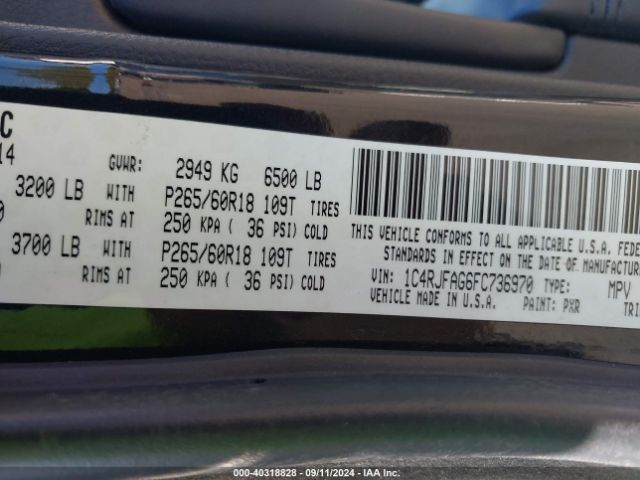 C
14
GVWR: 2949 KG 6500 LB
3200 LB WITH P265/60R18 109T TIRES
0 RIMS AT 250 KPA ( 36 PSI) COLD
3700 LB WITH P265/60R18 109T TIRES
RIMS AT 250 KPA ( 36 PSI) COLD
THIS VEHICLE CONFORMS TO ALL APPLICABLE U.S.A. FEDER
STANDARDS IN EFFECT ON THE DATE OF MANUFACTUR
VIN: 1C4RJFAG6FC736970 TYPE: MPV
VEHICLE MADE IN U.S.A. PAINT: PXR TRI
000-40318828 - 09/11/2024 - IAA Inc.